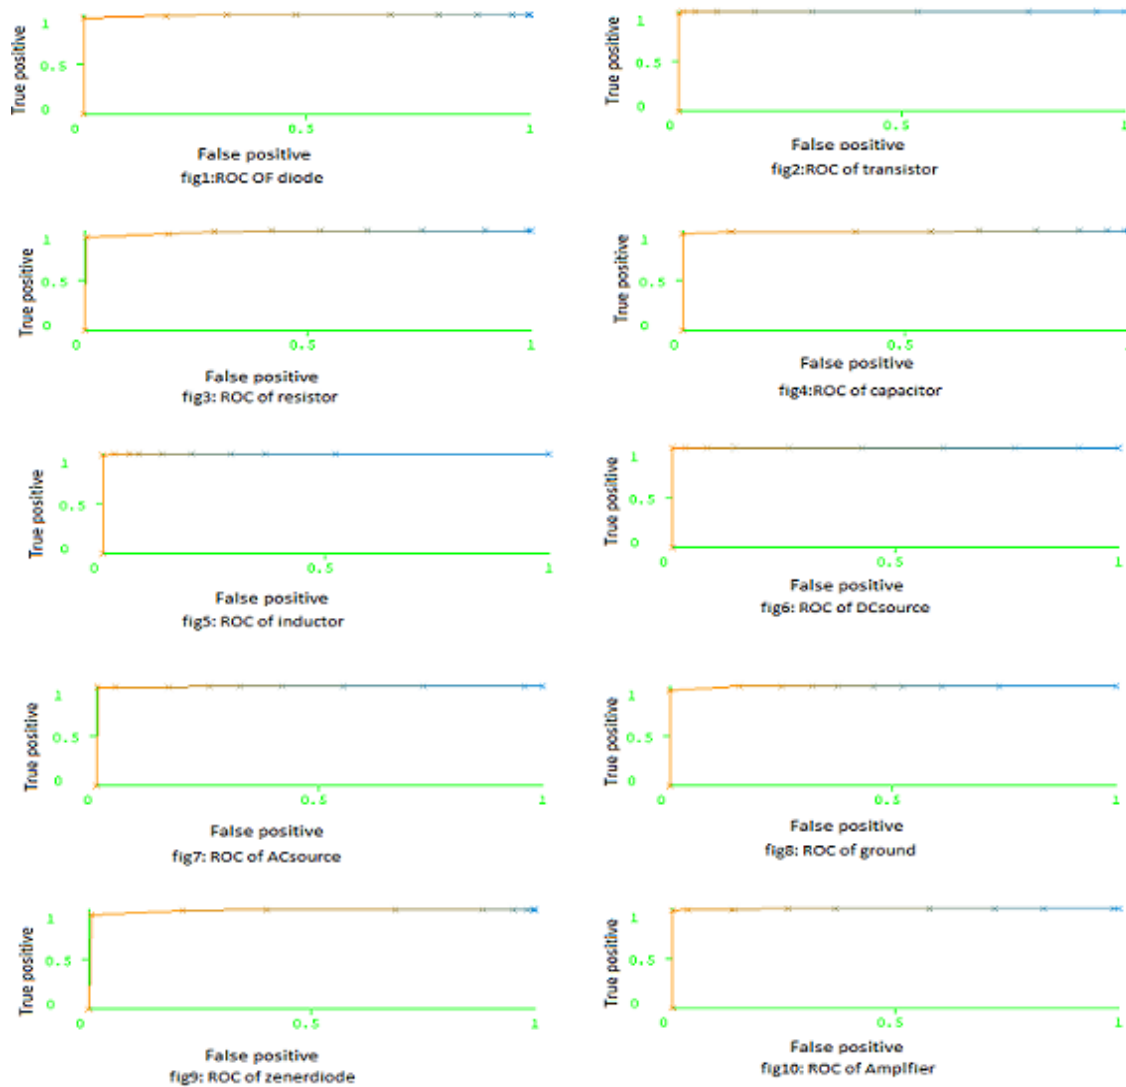 True positive
1
0.5
0
0
0.5
1
False positive
fig1:ROC OF diode
True positive
1
0.5
0
0
0.5
1
False positive
fig2:ROC of transistor
True positive
1
0.5
0
0
0.5
1
False positive
fig3: ROC of resistor
True positive
1
0.5
0
0
0.5
1
False positive
fig4:ROC of capacitor
True positive
1
0.5
0
0
0.5
1
False positive
fig5: ROC of inductor
True positive
1
0.5
0
0
0.5
1
False positive
fig6: ROC of DCsource
True positive
1
0.5
0
0
0.5
1
False positive
fig7: ROC of ACsource
True positive
1
0.5
0
0
0.5
1
False positive
fig8: ROC of ground
True positive
1
0.5
0
0
0.5
1
False positive
fig9: ROC of zenerdiode
True positive
1
0.5
0
0
0.5
1
False positive
fig10: ROC of Amplfier